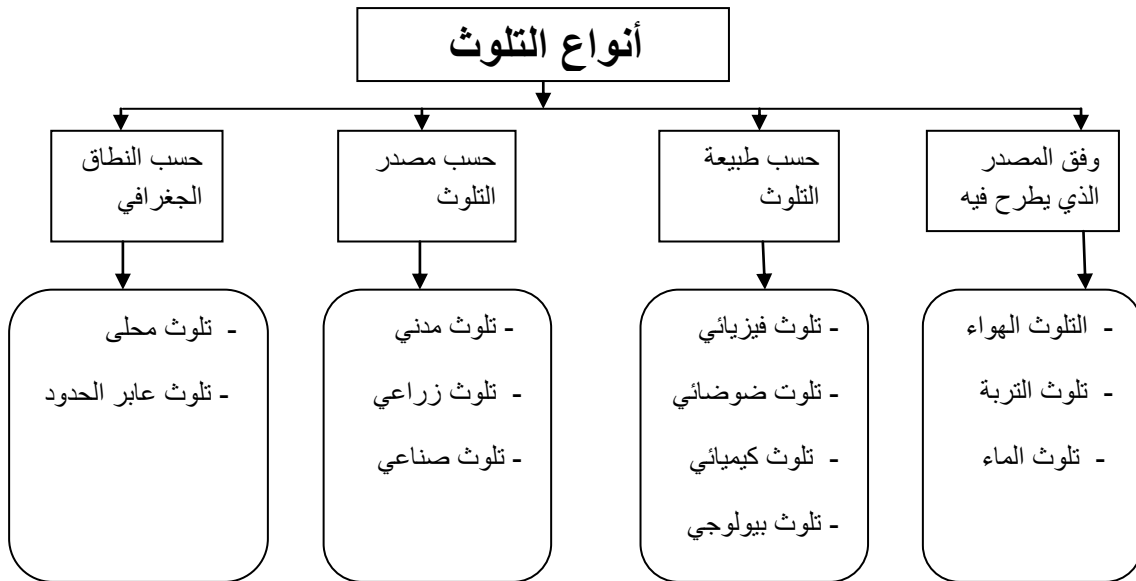 أنواع التلوث
وفق المصدر
الذي يطرح فيه
حسب طبيعة
التلوث
حسب مصدر
التلوث
حسب النطاق
الجغرافي
- التلوث الهواء
- تلوث التربة
- تلوث الماء
- تلوث فيزيائي
- تلوت ضوضائي
- تلوث كيميائي
- تلوث بيولوجي
- تلوث مدني
- تلوث زراعي
- تلوث صناعي
- تلوث محلى
- تلوث عابر الحدود